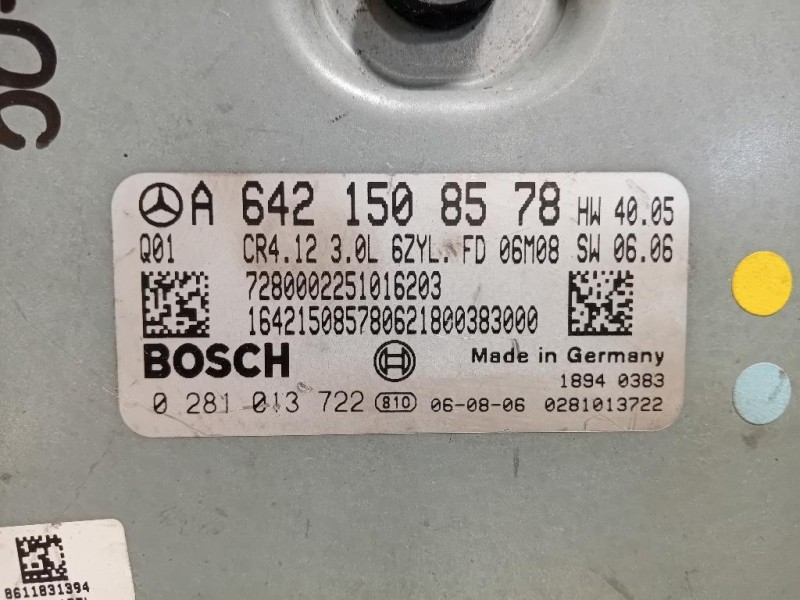 A 642 150 85 78 HW 40.05
Q01 CR4.12 3.0L 6ZYL. FD 06M08 SW 06.06
7280002251016203
164215085780621800383000
BOSCH Made in Germany
1894 0383
0 281 013 722 810 06-08-06 0281013722
8611831394